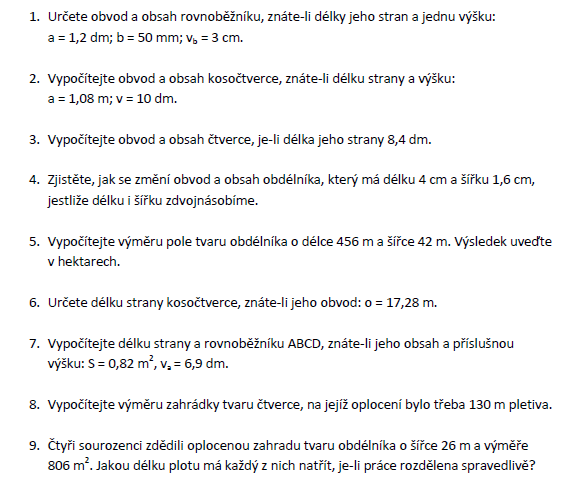 1. Určete obvod a obsah rovnoběžníku, znáte-li délky jeho stran a jednu výšku:
a = 1,2 dm; b = 50 mm; v_b = 3 cm.
2. Vypočítejte obvod a obsah kosočtverce, znáte-li délku strany a výšku:
a = 1,08 m; v = 10 dm.
3. Vypočítejte obvod a obsah čtverce, je-li délka jeho strany 8,4 dm.
4. Zjistěte, jak se změní obvod a obsah obdélníka, který má délku 4 cm a šířku 1,6 cm,
jestliže délku i šířku zdvojnásobíme.
5. Vypočítejte výměru pole tvaru obdélníka o délce 456 m a šířce 42 m. Výsledek uveďte
v hektarech.
6. Určete délku strany kosočtverce, znáte-li jeho obvod: o = 17,28 m.
7. Vypočítejte délku strany a rovnoběžníku ABCD, znáte-li jeho obsah a příslušnou
výšku: S = 0,82 m², v_a = 6,9 dm.
8. Vypočítejte výměru zahrádky tvaru čtverce, na jejíž oplocení bylo třeba 130 m pletiva.
9. Čtyři sourozenci zdědili oplocenou zahradu tvaru obdélníka o šířce 26 m a výměře
806 m². Jakou délku plotu má každý z nich natřít, je-li práce rozdělena spravedlivě?